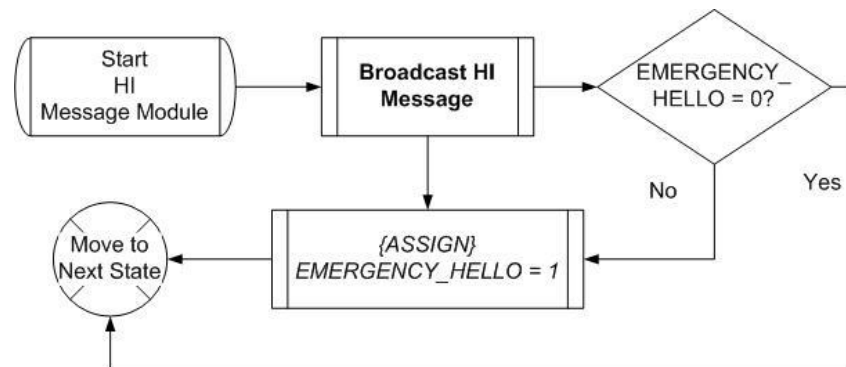 Start
HI
Message Module
Broadcast HI
Message
EMERGENCY_
HELLO = 0?
No
Yes
{ASSIGN}
EMERGENCY_HELLO = 1
Move to
Next State